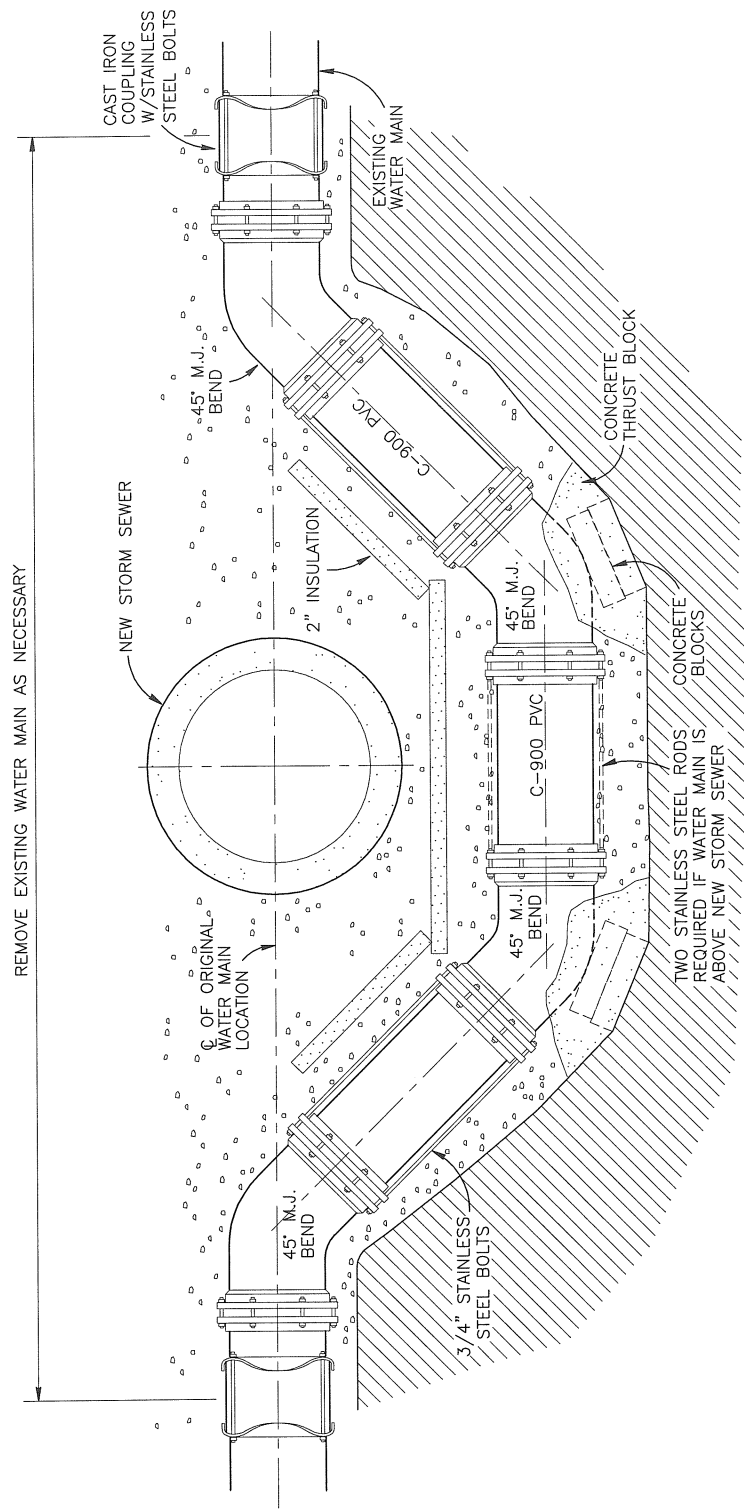 REMOVE EXISTING WATER MAIN AS NECESSARY
CAST IRON
COUPLING
W/STAINLESS
STEEL BOLTS
NEW STORM SEWER
℄ OF ORIGINAL
WATER MAIN
LOCATION
45° M.J.
BEND
EXISTING
WATER MAIN
2" INSULATION
C-900 PVC
45° M.J.
BEND
45° M.J.
BEND
45° M.J.
BEND
C-900 PVC
CONCRETE
THRUST BLOCK
3/4" STAINLESS
STEEL BOLTS
TWO STAINLESS STEEL RODS
REQUIRED IF WATER MAIN IS
ABOVE NEW STORM SEWER
CONCRETE
BLOCKS